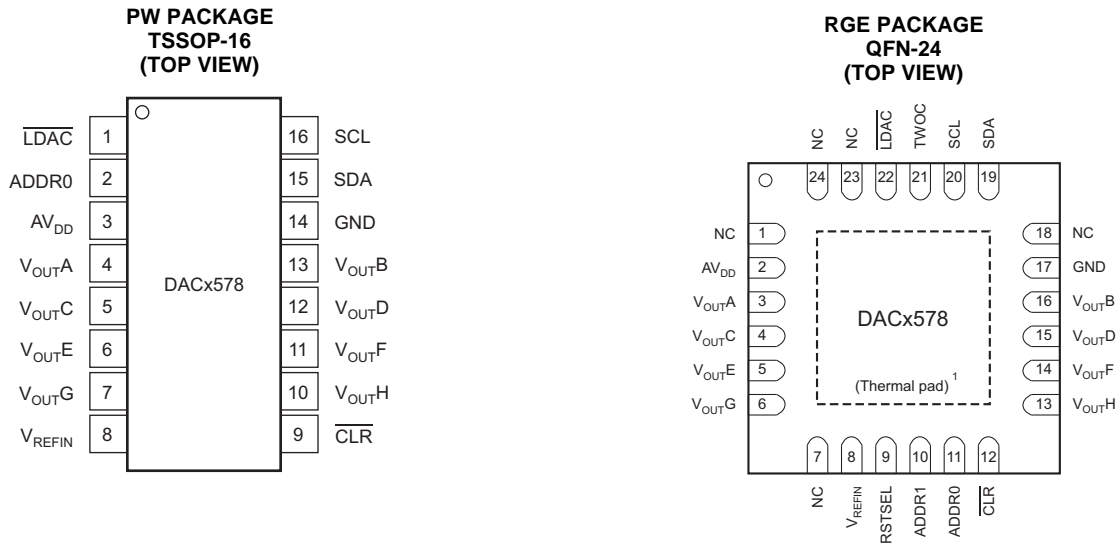 PW PACKAGE
TSSOP-16
(TOP VIEW)
LDAC 1
ADDR0 2
AVDD 3
VOUTA 4
VOUTC 5
VOUTE 6
VOUTG 7
VREFIN 8
DACx578
16 SCL
15 SDA
14 GND
13 VOUTB
12 VOUTD
11 VOUTF
10 VOUTH
9 CLR
RGE PACKAGE
QFN-24
(TOP VIEW)
NC NC LDAC TWOC SCL SDA
24 23 22 21 20 19
NC 1
AVDD 2
VOUTA 3
VOUTC 4
VOUTE 5
VOUTG 6
DACx578
(Thermal pad) 1
18 NC
17 GND
16 VOUTB
15 VOUTD
14 VOUTF
13 VOUTH
7 8 9 10 11 12
NC VREFIN RSTSEL ADDR1 ADDR0 CLR